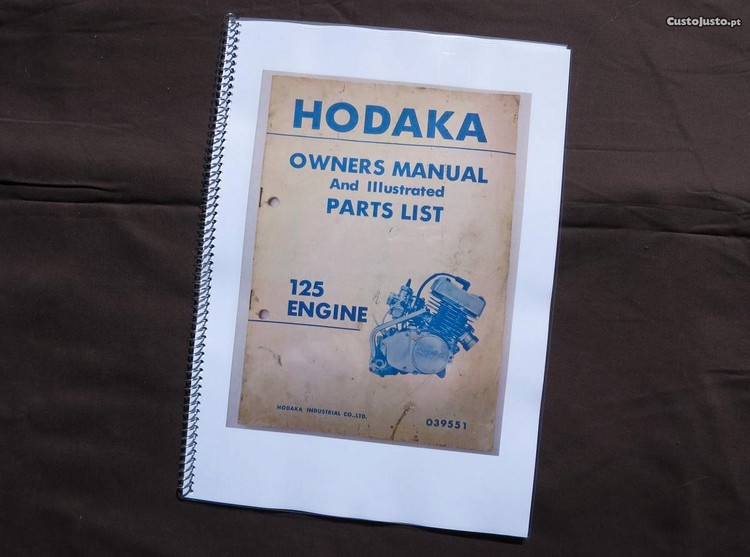 CustoJusto.pt
HODAKA
OWNERS MANUAL
And Illustrated
PARTS LIST
125
ENGINE
HODAKA INDUSTRIAL CO.,LTD.
039551